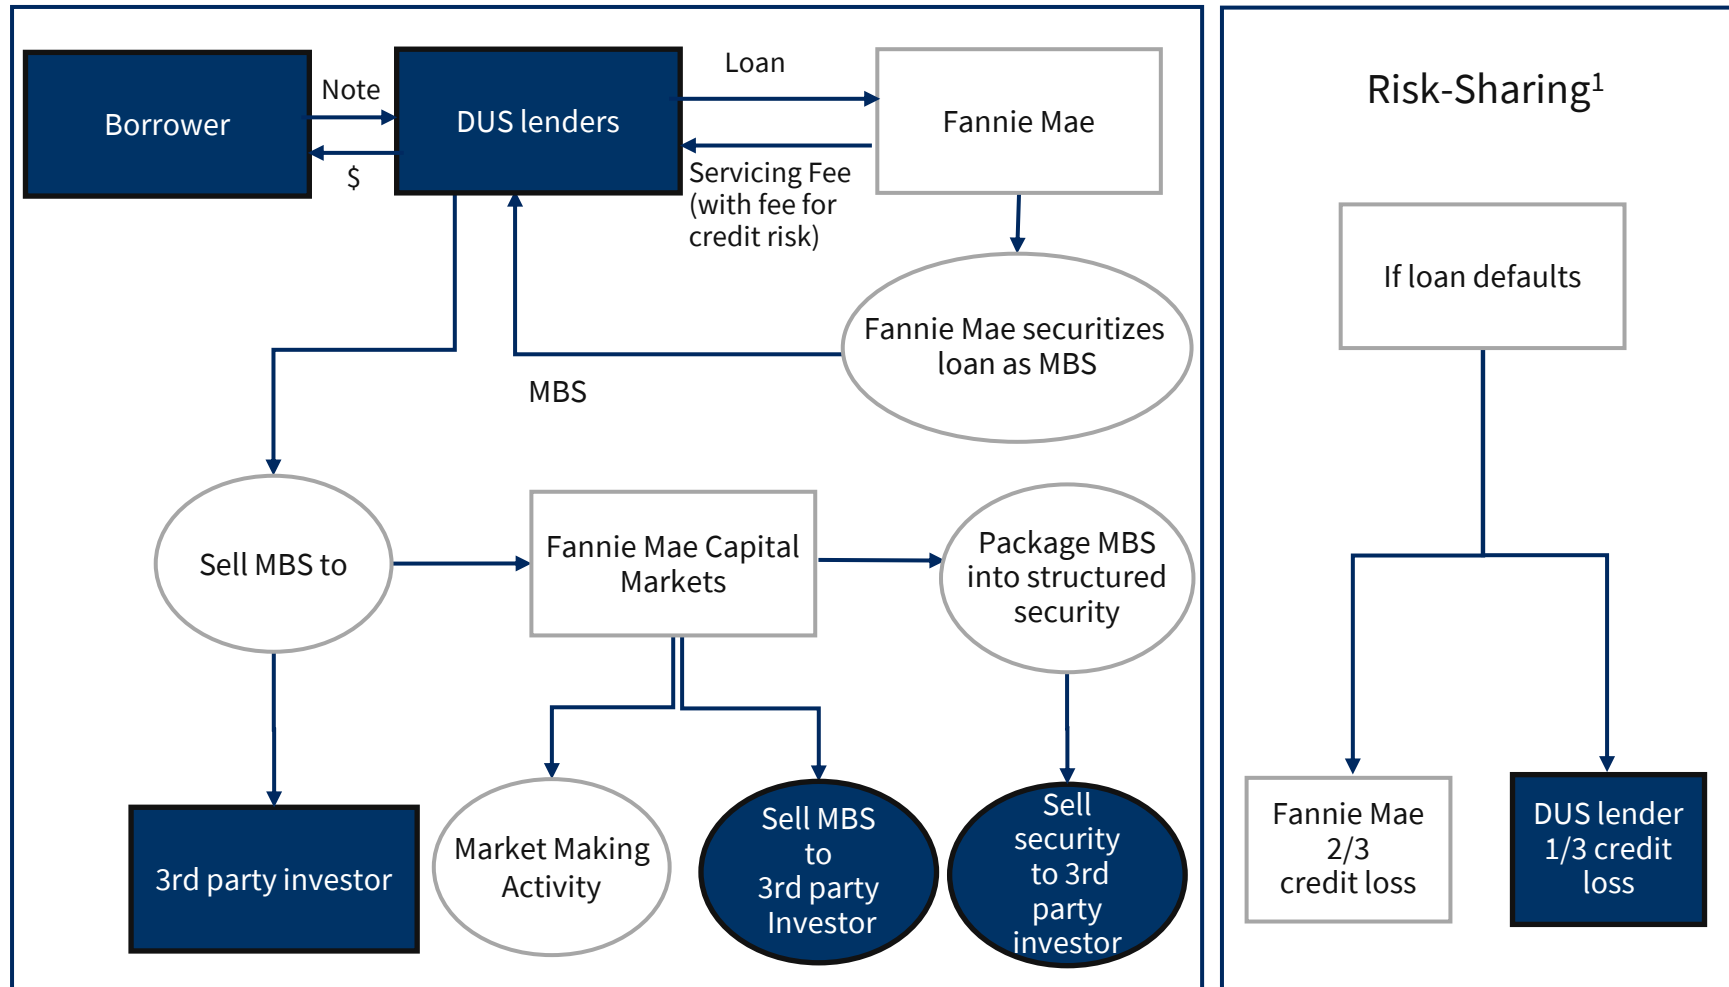 Borrower
Note
$
DUS lenders
Loan
Servicing Fee
(with fee for
credit risk)
Fannie Mae
Fannie Mae securitizes
loan as MBS
MBS
Sell MBS to
Fannie Mae Capital
Markets
Package MBS
into structured
security
3rd party investor
Market Making
Activity
Sell MBS
to
3rd party
Investor
Sell
security
to 3rd
party
investor
Risk-Sharing¹
If loan defaults
Fannie Mae
2/3
credit loss
DUS lender
1/3 credit
loss